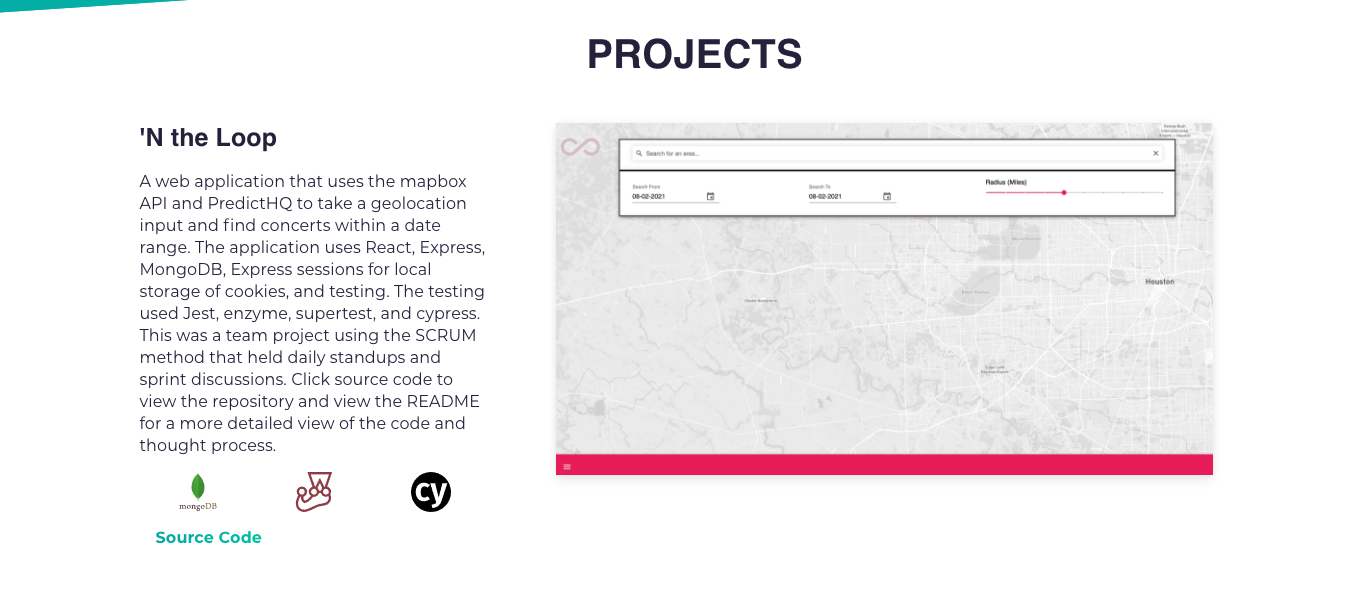 PROJECTS
'N the Loop
A web application that uses the mapbox
API and PredictHQ to take a geolocation
input and find concerts within a date
range. The application uses React, Express,
MongoDB, Express sessions for local
storage of cookies, and testing. The testing
used Jest, enzyme, supertest, and cypress.
This was a team project using the SCRUM
method that held daily standups and
sprint discussions. Click source code to
view the repository and view the README
for a more detailed view of the code and
thought process.
mongoDB
cy
Source Code
Search for an area...
Search From
08-02-2021
Search To
08-02-2021
Radius (Miles)
Houston